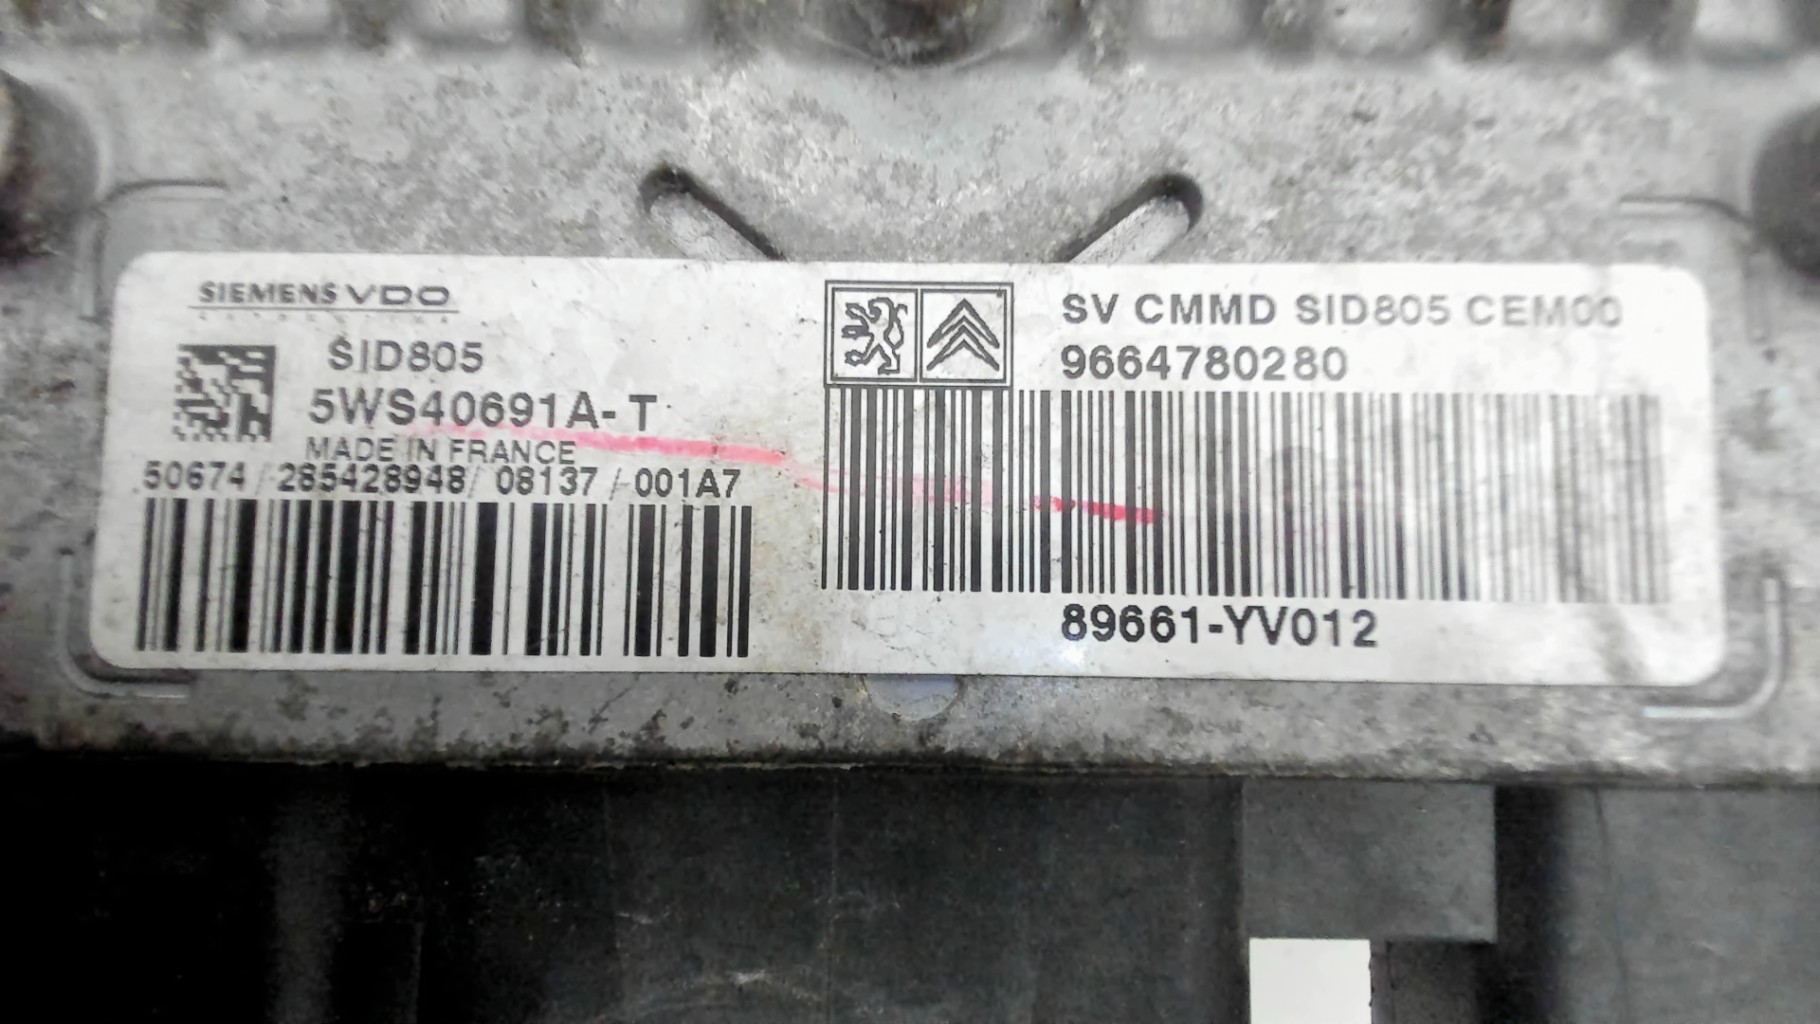 SIEMENS VDO
SID805
5WS40691A-T
MADE IN FRANCE
50674 / 285428948 / 08137 / 001A7
SV CMMD SID805 CEM00
9664780280
89661-YV012